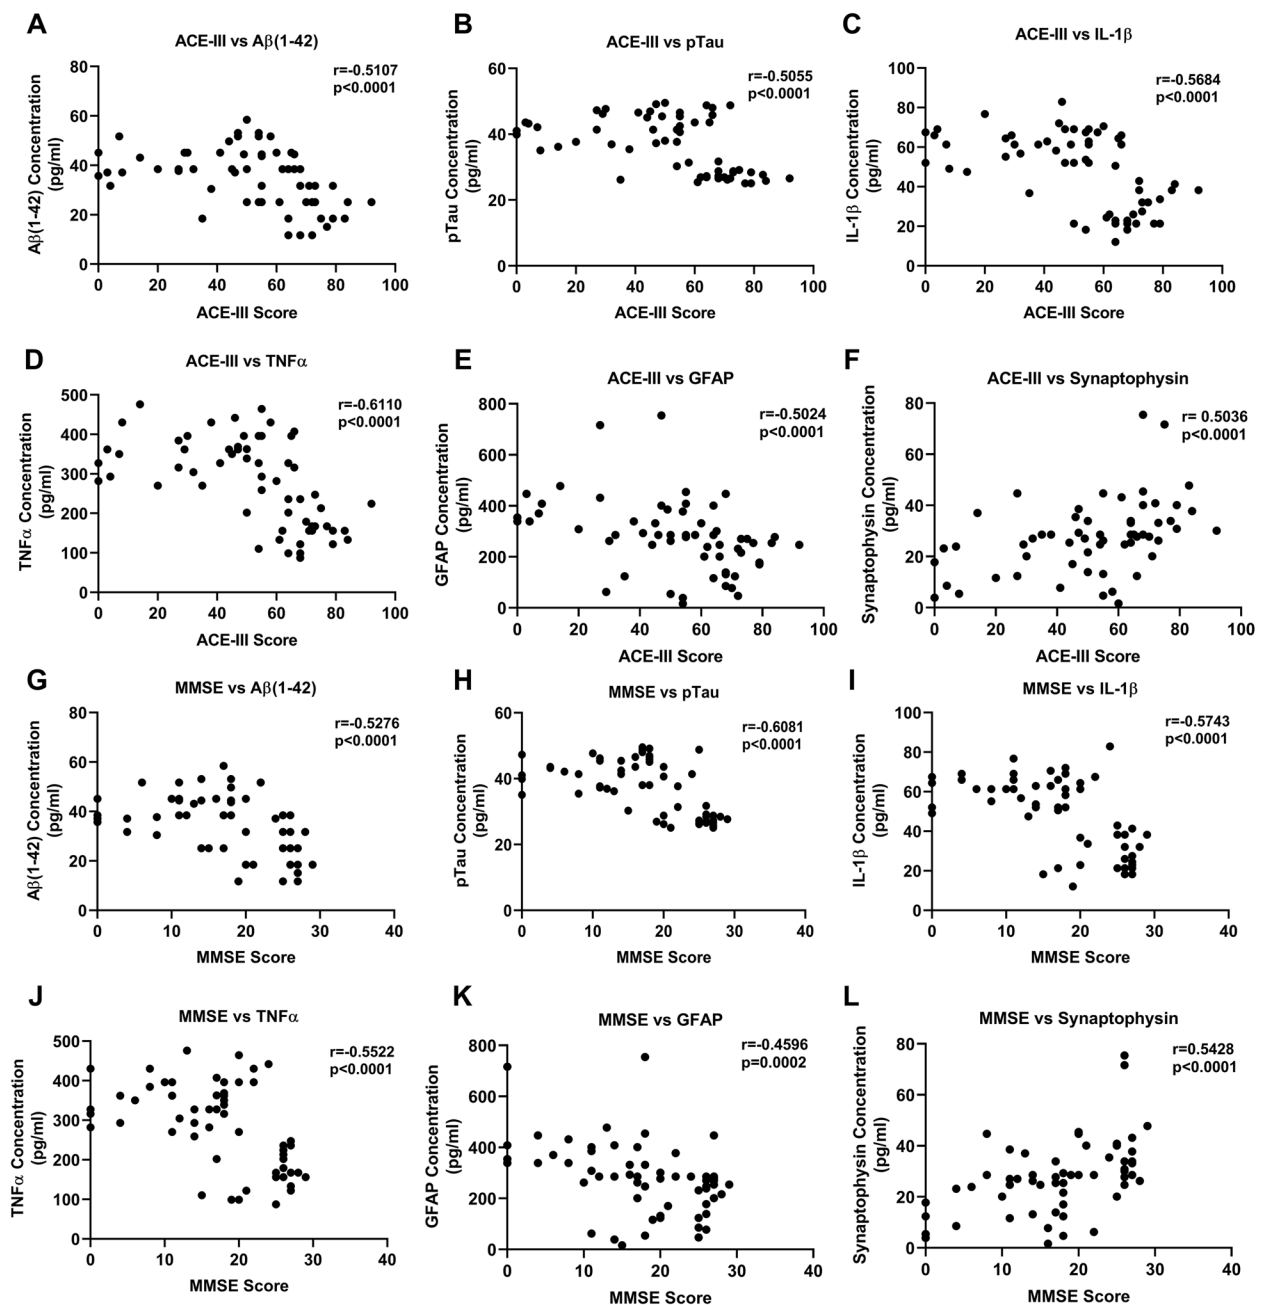 A
ACE-III vs Aβ(1-42)
r=-0.5107
p<0.0001
Aβ(1-42) Concentration
(pg/ml)
80
60
40
20
0
0 20 40 60 80 100
ACE-III Score
B
ACE-III vs pTau
r=-0.5055
p<0.0001
pTau Concentration
(pg/ml)
60
40
20
0
0 20 40 60 80 100
ACE-III Score
C
ACE-III vs IL-1β
r=-0.5684
p<0.0001
IL-1β Concentration
(pg/ml)
100
80
60
40
20
0
0 20 40 60 80 100
ACE-III Score
D
ACE-III vs TNFα
r=-0.6110
p<0.0001
TNFα Concentration
(pg/ml)
500
400
300
200
100
0
0 20 40 60 80 100
ACE-III Score
E
ACE-III vs GFAP
r=-0.5024
p<0.0001
GFAP Concentration
(pg/ml)
800
600
400
200
0
0 20 40 60 80 100
ACE-III Score
F
ACE-III vs Synaptophysin
r= 0.5036
p<0.0001
Synaptophysin Concentration
(pg/ml)
80
60
40
20
0
0 20 40 60 80 100
ACE-III Score
G
MMSE vs Aβ(1-42)
r=-0.5276
p<0.0001
Aβ(1-42) Concentration
(pg/ml)
80
60
40
20
0
0 10 20 30 40
MMSE Score
H
MMSE vs pTau
r=-0.6081
p<0.0001
pTau Concentration
(pg/ml)
60
40
20
0
0 10 20 30 40
MMSE Score
I
MMSE vs IL-1β
r=-0.5743
p<0.0001
IL-1β Concentration
(pg/ml)
100
80
60
40
20
0
0 10 20 30 40
MMSE Score
J
MMSE vs TNFα
r=-0.5522
p<0.0001
TNFα Concentration
(pg/ml)
500
400
300
200
100
0
0 10 20 30 40
MMSE Score
K
MMSE vs GFAP
r=-0.4596
p=0.0002
GFAP Concentration
(pg/ml)
800
600
400
200
0
0 10 20 30 40
MMSE Score
L
MMSE vs Synaptophysin
r=0.5428
p<0.0001
Synaptophysin Concentration
(pg/ml)
80
60
40
20
0
0 10 20 30 40
MMSE Score